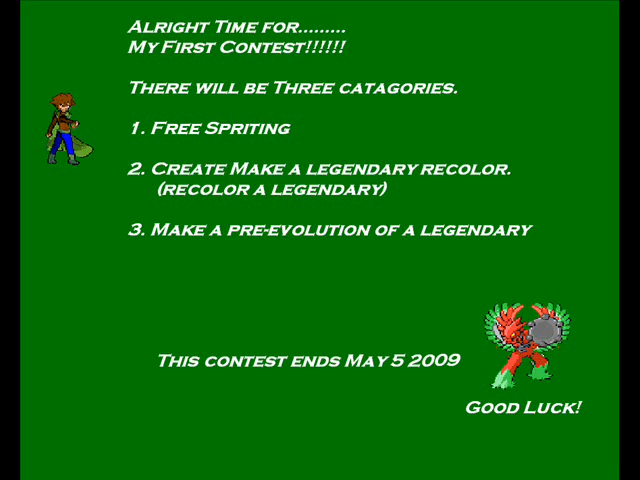 Alright Time for.........
My First Contest!!!!!!
There will be Three catagories.
1. Free Spriting
2. Create Make a legendary recolor.
(recolor a legendary)
3. Make a pre-evolution of a legendary
This contest ends May 5 2009
Good Luck!